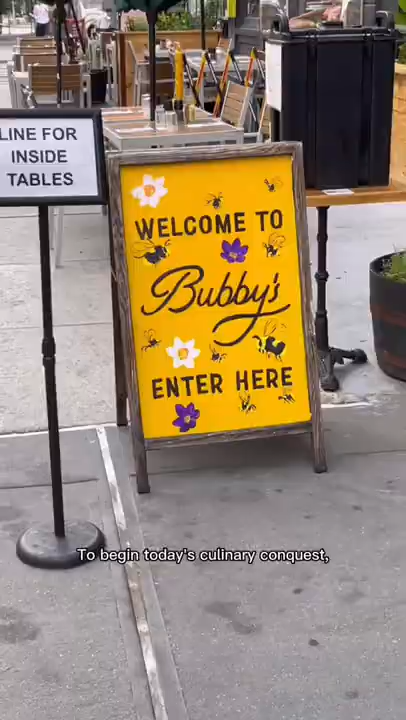 LINE FOR
INSIDE
TABLES
WELCOME TO
Bubby's
ENTER HERE
To begin today's culinary conquest,